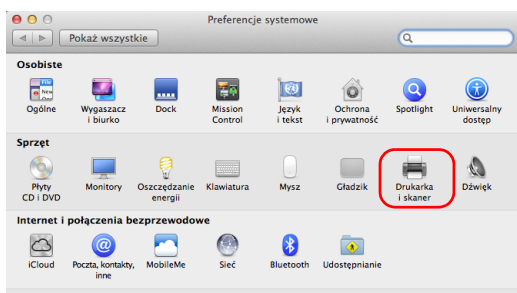 Preferencje systemowe
Pokaż wszystkie
Osobiste
File
New
Ogólne
Wygaszacz i biurko
Dock
Mission Control
Język i tekst
Ochrona i prywatność
Spotlight
Uniwersalny dostęp
Sprzęt
Płyty CD i DVD
Monitory
Oszczędzanie energii
Klawiatura
Mysz
Gładzik
Drukarka i skaner
Dźwięk
Internet i połączenia bezprzewodowe
iCloud
Poczta, kontakty, inne
MobileMe
Sieć
Bluetooth
Udostępnianie